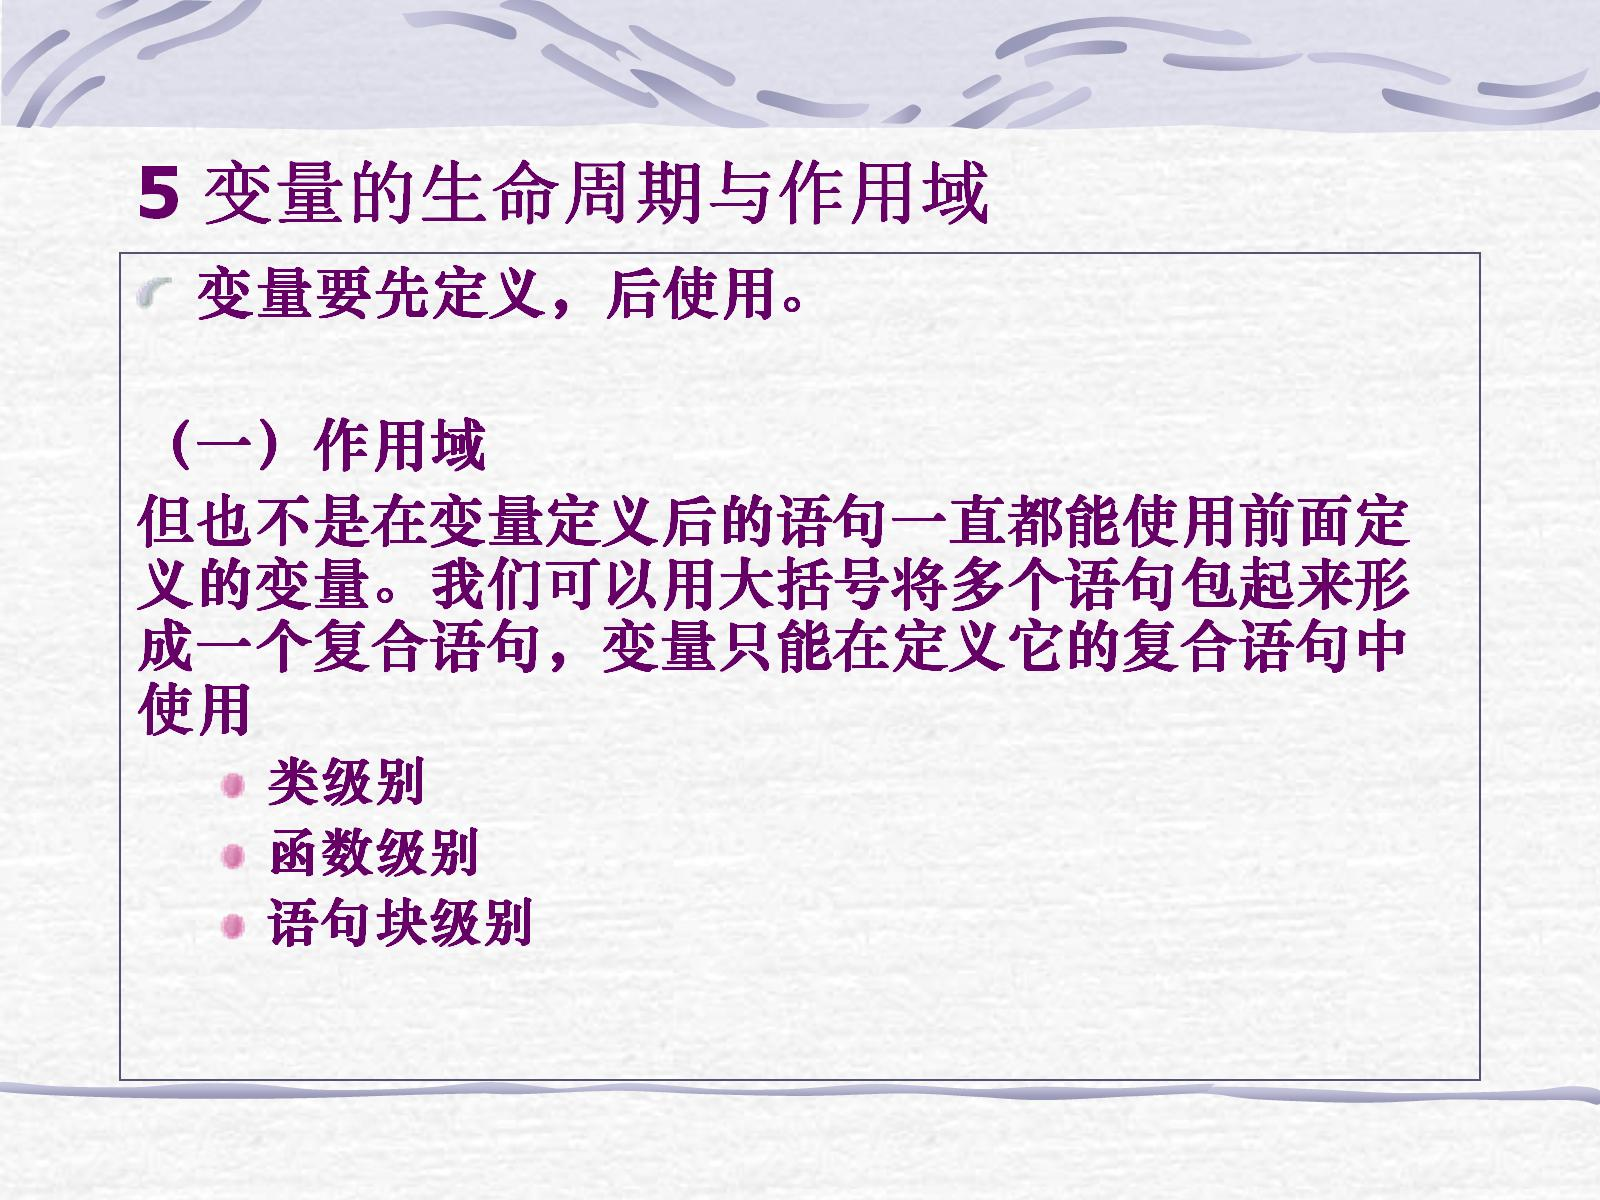 5 变量的生命周期与作用域
变量要先定义，后使用。
（一）作用域
但也不是在变量定义后的语句一直都能使用前面定
义的变量。我们可以用大括号将多个语句包起来形
成一个复合语句，变量只能在定义它的复合语句中
使用
类级别
函数级别
语句块级别